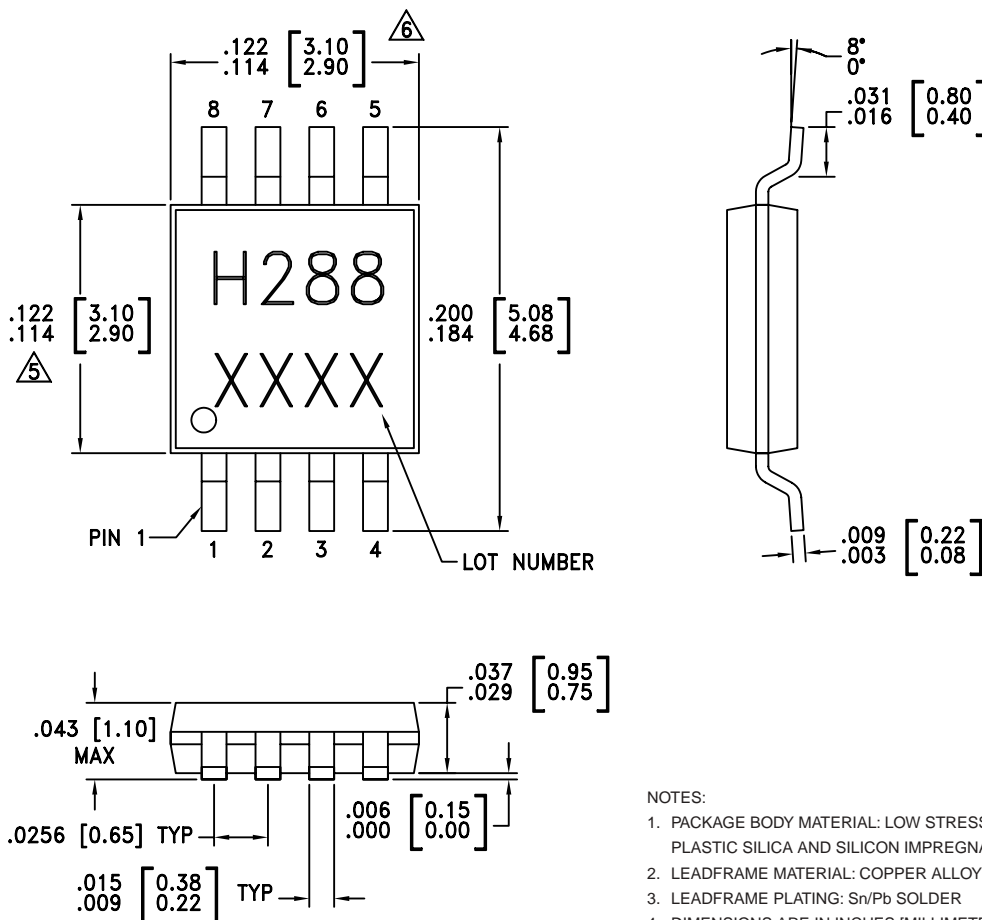 .122 [3.10]
.114 [2.90]
6
8 7 6 5
H288
XXXX
.122 [3.10]
.114 [2.90]
5
.200 [5.08]
.184 [4.68]
PIN 1
1 2 3 4
LOT NUMBER
8°
0°
.031 [0.80]
.016 [0.40]
.009 [0.22]
.003 [0.08]
.037 [0.95]
.029 [0.75]
.043 [1.10]
MAX
.006 [0.15]
.000 [0.00]
.0256 [0.65] TYP
.015 [0.38]
.009 [0.22]
TYP
NOTES:
1. PACKAGE BODY MATERIAL: LOW STRESS
PLASTIC SILICA AND SILICON IMPREGNA
2. LEADFRAME MATERIAL: COPPER ALLOY
3. LEADFRAME PLATING: Sn/Pb SOLDER